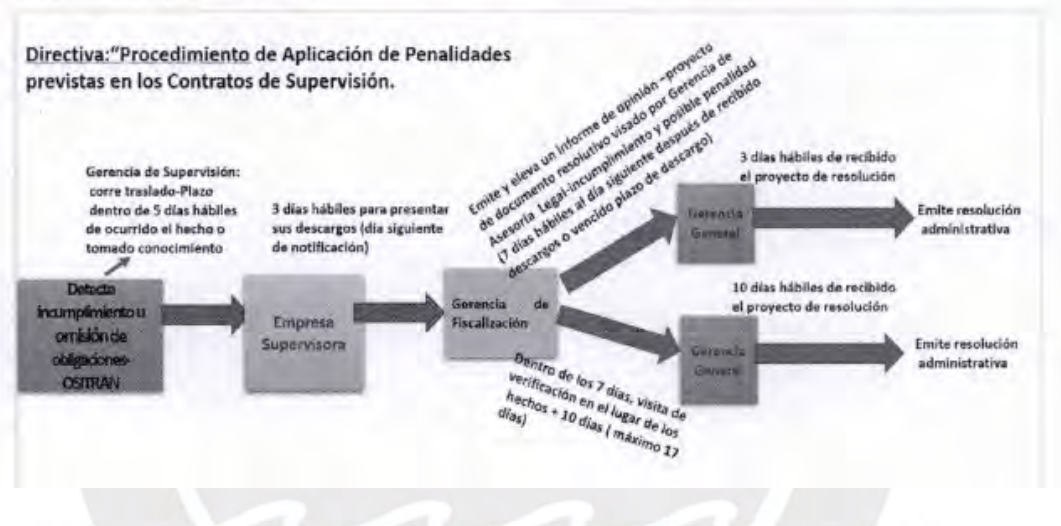 Directiva:“Procedimiento de Aplicación de Penalidades
previstas en los Contratos de Supervisión.
Gerencia de Supervisión:
corre traslado-Plazo
dentro de 5 días hábiles
de ocurrido el hecho o
tomado conocimiento
Detecta
incumplimiento u
omisión de
obligaciones-
OSITRAN
3 días hábiles para presentar
sus descargos (día siguiente
de notificación)
Empresa
Supervisora
Gerencia de
Fiscalización
Emite y eleva un informe de opinión –proyecto
de documento resolutivo visado por Gerencia de
Asesoría Legal-incumplimiento y posible penalidad
(7 días hábiles al día siguiente después de recibido
descargos o vencido plazo de descargo)
Dentro de los 7 días, visita de
verificación en el lugar de los
hechos + 10 días ( máximo 17
días)
Gerencia
General
3 días hábiles de recibido
el proyecto de resolución
Emite resolución
administrativa
Gerencia
General
10 días hábiles de recibido
el proyecto de resolución
Emite resolución
administrativa